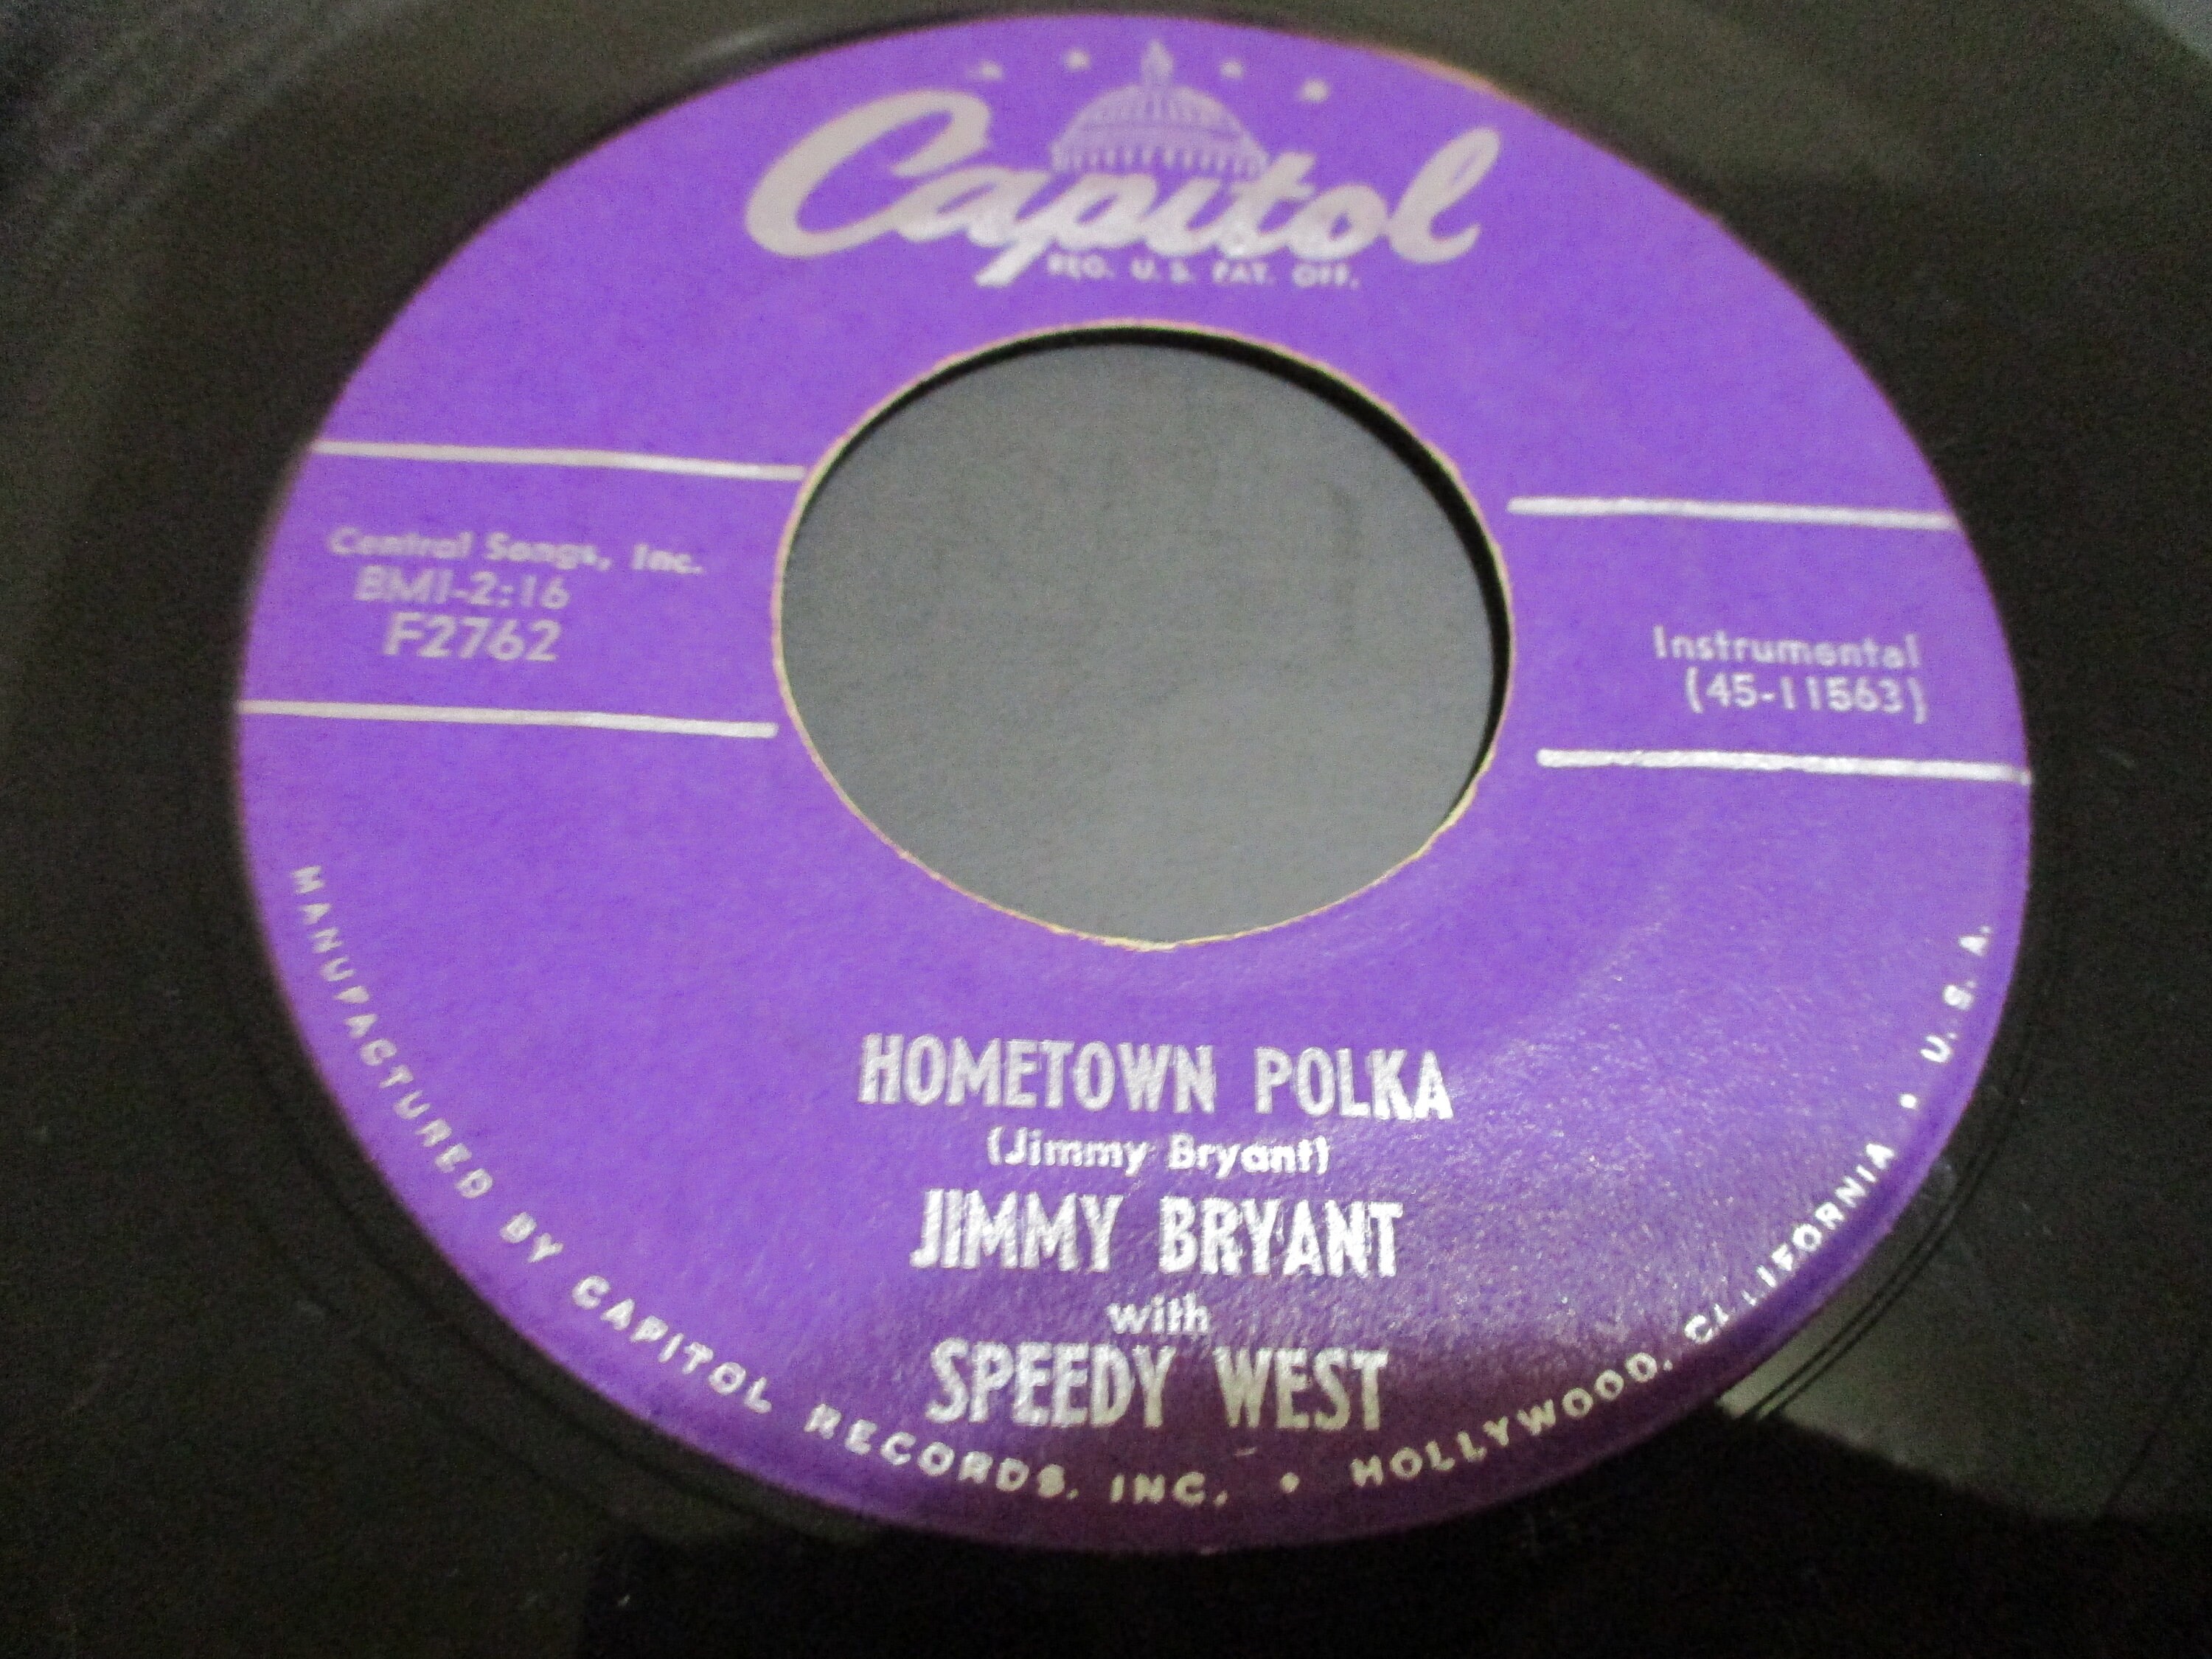 Capitol
REG. U.S. PAT. OFF.
Central Songs, Inc.
BMI-2:16
F2762
Instrumental
(45-11563)
HOMETOWN POLKA
(Jimmy Bryant)
JIMMY BRYANT
with
SPEEDY WEST
MANUFACTURED BY CAPITOL RECORDS, INC. • HOLLYWOOD, CALIFORNIA • U.S.A.